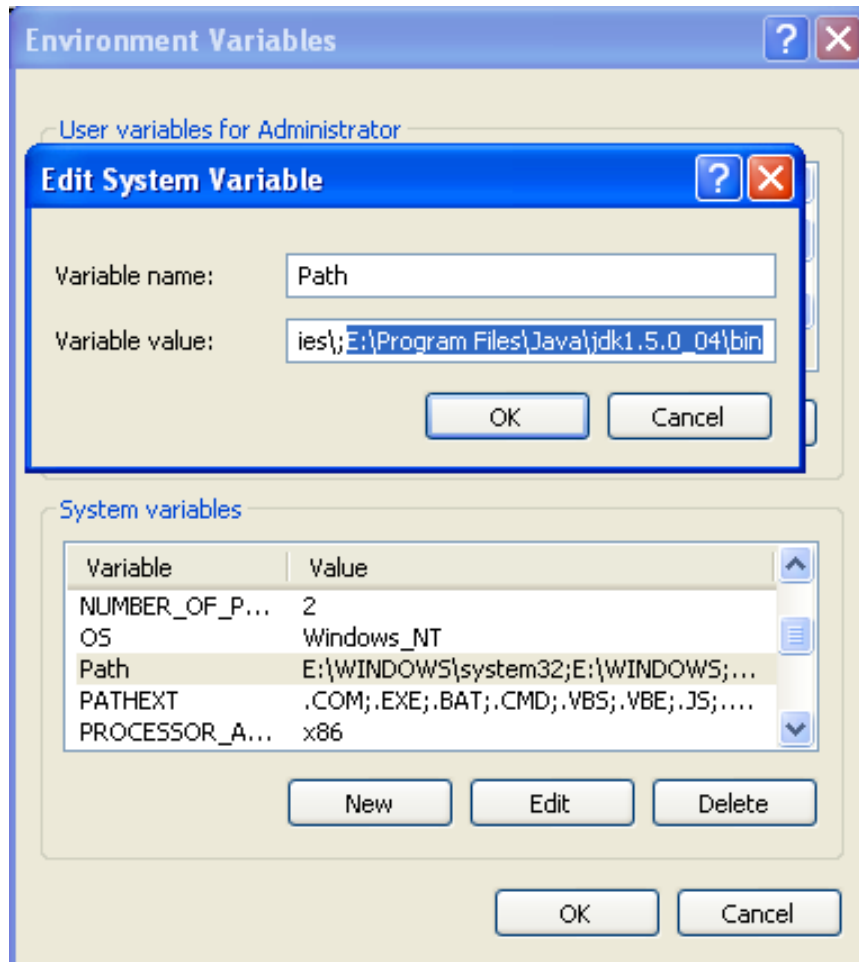 Environment Variables
User variables for Administrator
Edit System Variable
Variable name: Path
Variable value: ies\;E:\Program Files\Java\jdk1.5.0_04\bin
OK Cancel
System variables
Variable Value
NUMBER_OF_P... 2
OS Windows_NT
Path E:\WINDOWS\system32;E:\WINDOWS;...
PATHEXT .COM;.EXE;.BAT;.CMD;.VBS;.VBE;.JS;....
PROCESSOR_A... x86
New Edit Delete
OK Cancel